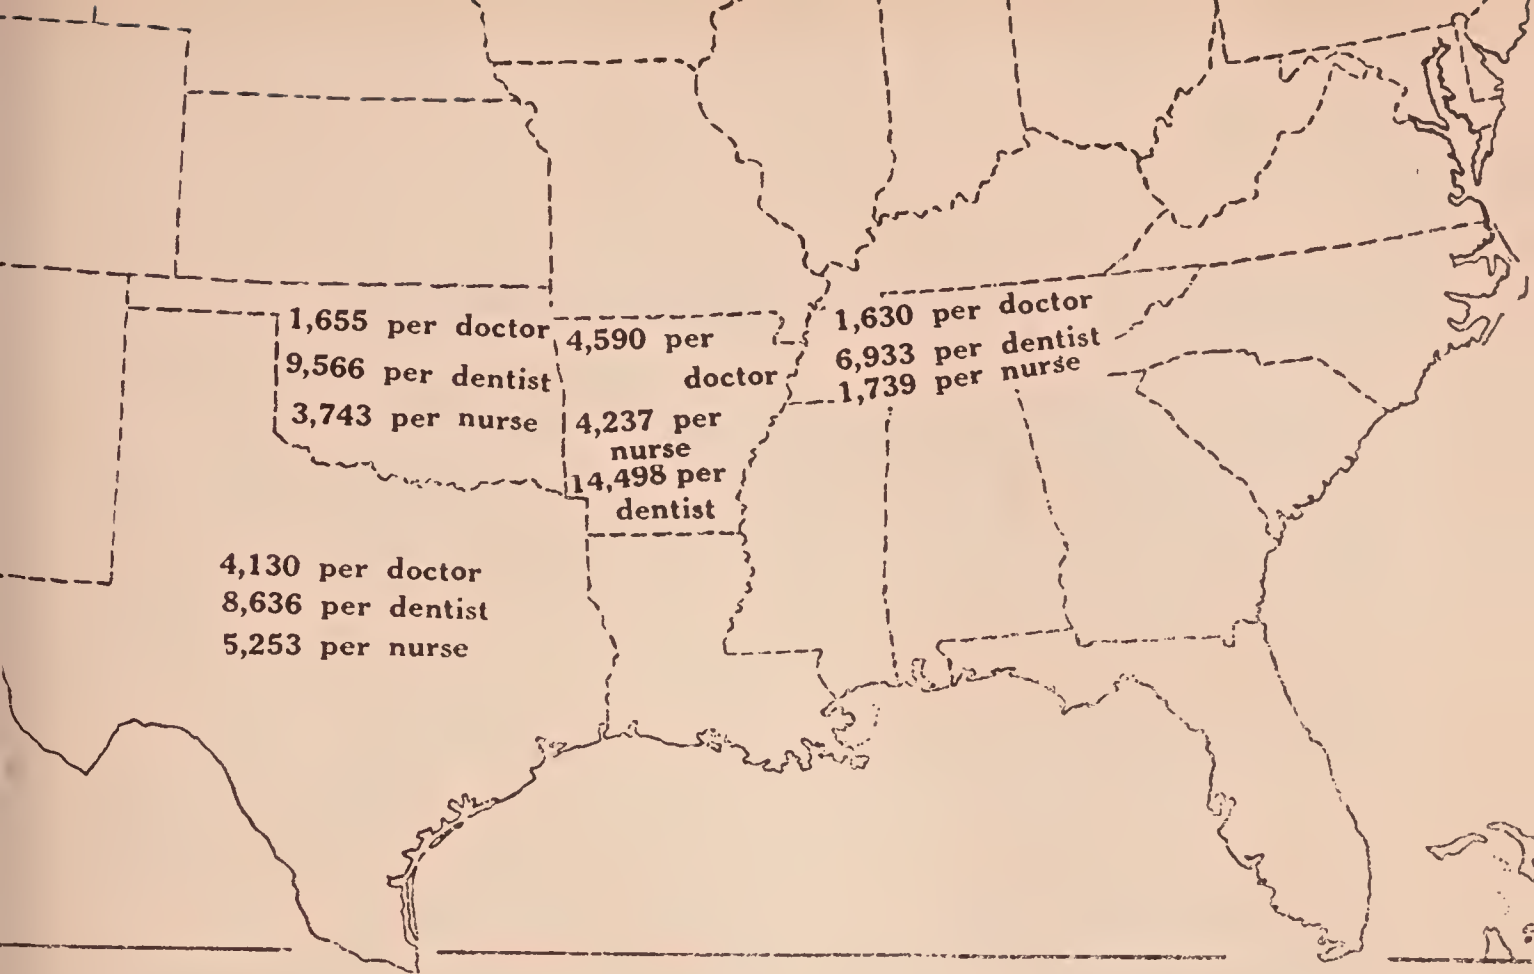 1,655 per doctor
9,566 per dentist
3,743 per nurse
4,590 per
doctor
4,237 per
nurse
14,498 per
dentist
1,630 per doctor
6,933 per dentist
1,739 per nurse
4,130 per doctor
8,636 per dentist
5,253 per nurse